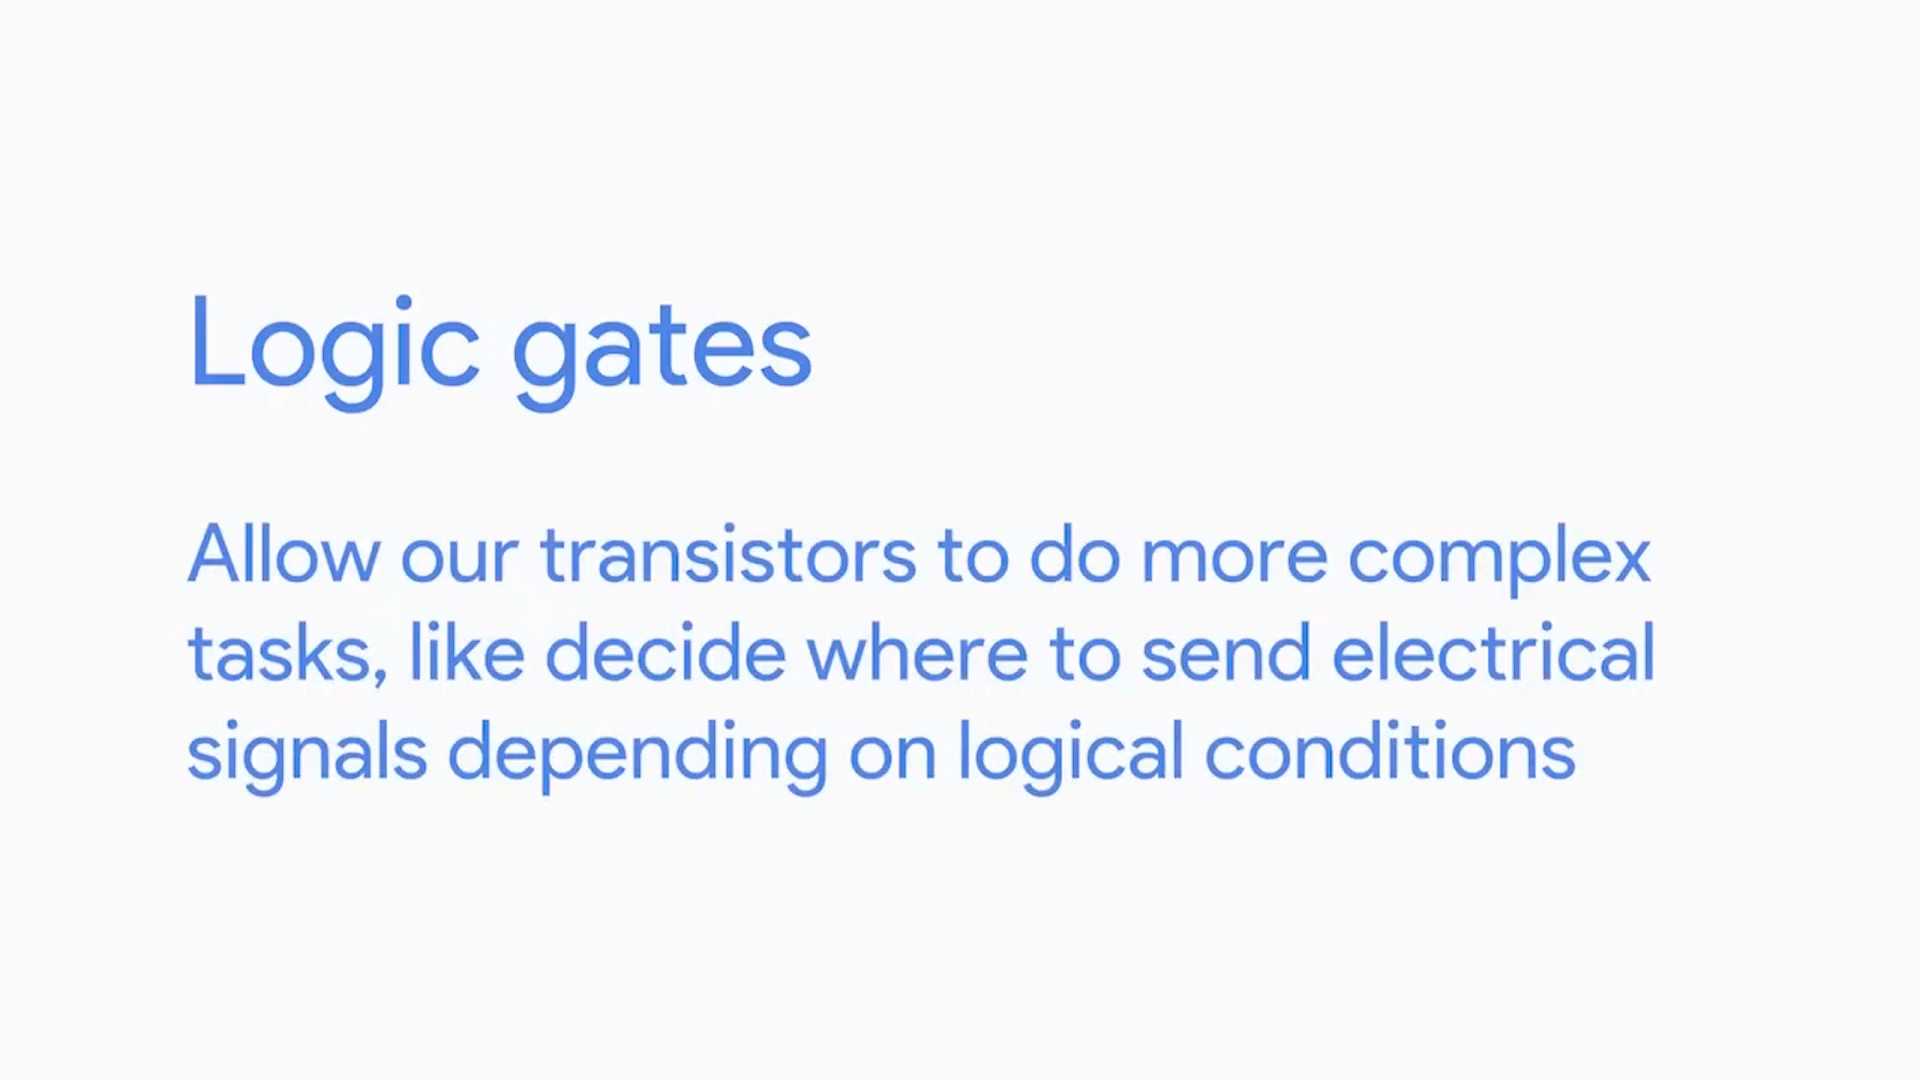 Logic gates
Allow our transistors to do more complex
tasks, like decide where to send electrical
signals depending on logical conditions